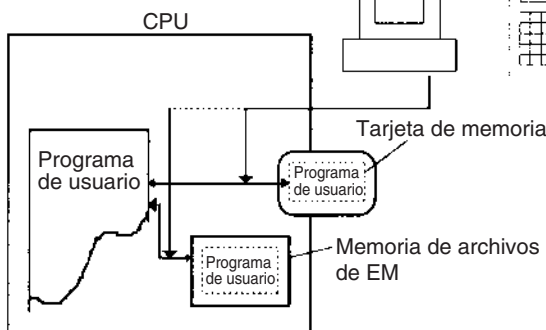 CPU
Tarjeta de memoria
Programa
de usuario
Programa
de usuario
Memoria de archivos
de EM
Programa
de usuario